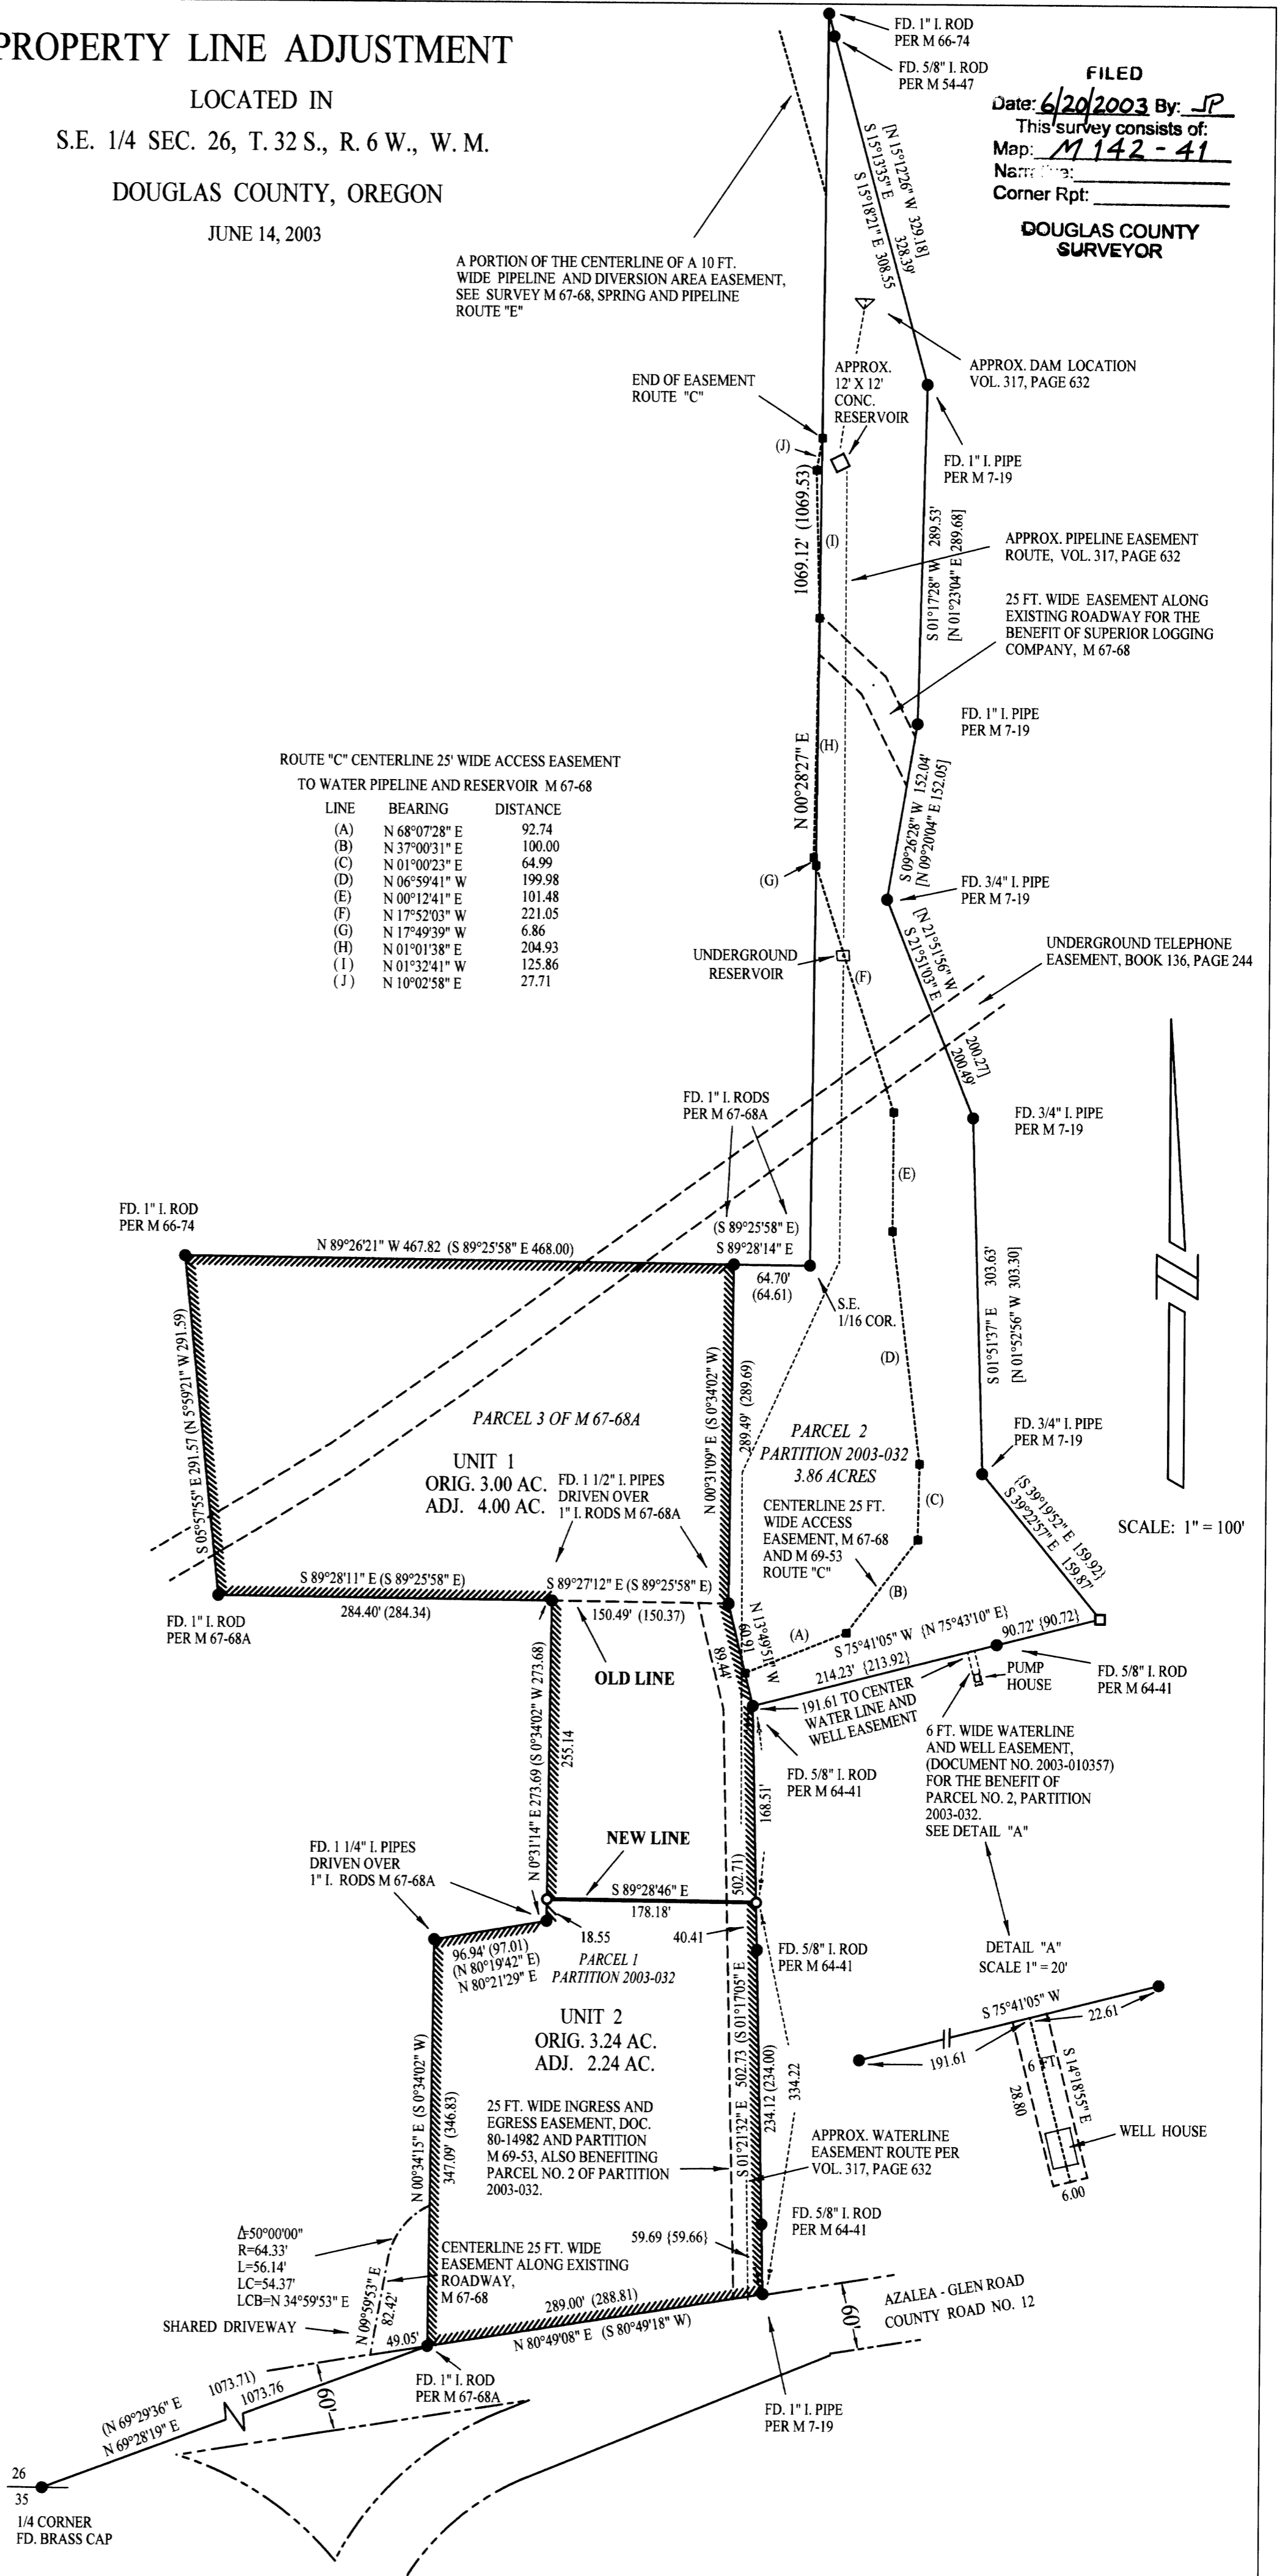 PROPERTY LINE ADJUSTMENT
LOCATED IN
S.E. 1/4 SEC. 26, T. 32 S., R. 6 W., W. M.
DOUGLAS COUNTY, OREGON
JUNE 14, 2003
FILED
Date: 6/20/2003 By: JP
This survey consists of:
Map: M 142-41
Corner Rpt:
DOUGLAS COUNTY
SURVEYOR
FD. 1" I. ROD
PER M 66-74
FD. 5/8" I. ROD
PER M 54-47
[N 15°12'26" W 329.18]
S 15°13'35" E 328.39'
S 15°18'21" E 308.55
A PORTION OF THE CENTERLINE OF A 10 FT.
WIDE PIPELINE AND DIVERSION AREA EASEMENT,
SEE SURVEY M 67-68, SPRING AND PIPELINE
ROUTE "E"
END OF EASEMENT
ROUTE "C"
APPROX.
12' X 12'
CONC.
RESERVOIR
APPROX. DAM LOCATION
VOL. 317, PAGE 632
FD. 1" I. PIPE
PER M 7-19
(J)
(I)
1069.12' (1069.53)
N 00°28'27" E
S 01°17'28" W 289.53'
[N 01°23'04" E 289.68]
APPROX. PIPELINE EASEMENT
ROUTE, VOL. 317, PAGE 632
25 FT. WIDE EASEMENT ALONG
EXISTING ROADWAY FOR THE
BENEFIT OF SUPERIOR LOGGING
COMPANY, M 67-68
FD. 1" I. PIPE
PER M 7-19
(H)
S 09°26'28" W 152.04'
[N 09°20'04" E 152.05]
ROUTE "C" CENTERLINE 25' WIDE ACCESS EASEMENT
TO WATER PIPELINE AND RESERVOIR M 67-68
LINE BEARING DISTANCE
(A) N 68°07'28" E 92.74
(B) N 37°00'31" E 100.00
(C) N 01°00'23" E 64.99
(D) N 06°59'41" W 199.98
(E) N 00°12'41" E 101.48
(F) N 17°52'03" W 221.05
(G) N 17°49'39" W 6.86
(H) N 01°01'38" E 204.93
(I) N 01°32'41" W 125.86
(J) N 10°02'58" E 27.71
(G)
FD. 3/4" I. PIPE
PER M 7-19
UNDERGROUND
RESERVOIR
(F)
[N 21°51'56" W 200.27]
S 21°51'03" E 200.49'
UNDERGROUND TELEPHONE
EASEMENT, BOOK 136, PAGE 244
FD. 1" I. RODS
PER M 67-68A
FD. 3/4" I. PIPE
PER M 7-19
(E)
FD. 1" I. ROD
PER M 66-74
N 89°26'21" W 467.82 (S 89°25'58" E 468.00)
(S 89°25'58" E)
S 89°28'14" E
64.70'
(64.61)
S.E.
1/16 COR.
S 01°51'37" E 303.63'
[N 01°52'56" W 303.30]
S 05°57'55" E 291.57 (N 5°59'21" W 291.59)
N 00°31'09" E (S 0°34'02" W)
289.49' (289.69)
(D)
PARCEL 3 OF M 67-68A
UNIT 1
ORIG. 3.00 AC.
ADJ. 4.00 AC.
FD. 1 1/2" I. PIPES
DRIVEN OVER
1" I. RODS M 67-68A
PARCEL 2
PARTITION 2003-032
3.86 ACRES
FD. 3/4" I. PIPE
PER M 7-19
CENTERLINE 25 FT.
WIDE ACCESS
EASEMENT, M 67-68
AND M 69-53
ROUTE "C"
(C)
{S 39°19'52" E 159.92}
S 39°22'57" E 159.87'
SCALE: 1" = 100'
S 89°28'11" E (S 89°25'58" E)
284.40' (284.34)
S 89°27'12" E (S 89°25'58" E)
150.49' (150.37)
FD. 1" I. ROD
PER M 67-68A
N 13°49'51" W
60.91
89.44'
(B)
(A)
S 75°41'05" W {N 75°43'10" E}
214.23' {213.92}
90.72' {90.72}
OLD LINE
191.61 TO CENTER
WATER LINE AND
WELL EASEMENT
PUMP
HOUSE
FD. 5/8" I. ROD
PER M 64-41
FD. 5/8" I. ROD
PER M 64-41
6 FT. WIDE WATERLINE
AND WELL EASEMENT,
(DOCUMENT NO. 2003-010357)
FOR THE BENEFIT OF
PARCEL NO. 2, PARTITION
2003-032.
SEE DETAIL "A"
N 0°31'14" E 273.69 (S 0°34'02" W 273.68)
255.14
168.51'
NEW LINE
FD. 1 1/4" I. PIPES
DRIVEN OVER
1" I. RODS M 67-68A
S 89°28'46" E
178.18'
18.55
40.41
96.94' (97.01)
(N 80°19'42" E)
N 80°21'29" E
PARCEL 1
PARTITION 2003-032
FD. 5/8" I. ROD
PER M 64-41
UNIT 2
ORIG. 3.24 AC.
ADJ. 2.24 AC.
S 01°21'32" E 502.73 (S 01°17'05" E 502.71)
234.12 (234.00)
334.22
DETAIL "A"
SCALE 1" = 20'
S 75°41'05" W
22.61
191.61
6 FT.
28.80
S 14°18'55" E
WELL HOUSE
6.00
N 00°34'15" E (S 0°34'02" W)
347.09' (346.83)
25 FT. WIDE INGRESS AND
EGRESS EASEMENT, DOC.
80-14982 AND PARTITION
M 69-53, ALSO BENEFITING
PARCEL NO. 2 OF PARTITION
2003-032.
APPROX. WATERLINE
EASEMENT ROUTE PER
VOL. 317, PAGE 632
FD. 5/8" I. ROD
PER M 64-41
59.69 {59.66}
Δ=50°00'00"
R=64.33'
L=56.14'
LC=54.37'
LCB=N 34°59'53" E
CENTERLINE 25 FT. WIDE
EASEMENT ALONG EXISTING
ROADWAY,
M 67-68
SHARED DRIVEWAY
N 09°59'53" E
82.42'
49.05'
289.00' (288.81)
N 80°49'08" E (S 80°49'18" W)
60'
AZALEA - GLEN ROAD
COUNTY ROAD NO. 12
FD. 1" I. ROD
PER M 67-68A
FD. 1" I. PIPE
PER M 7-19
60'
(N 69°29'36" E 1073.71)
N 69°28'19" E 1073.76
26
35
1/4 CORNER
FD. BRASS CAP